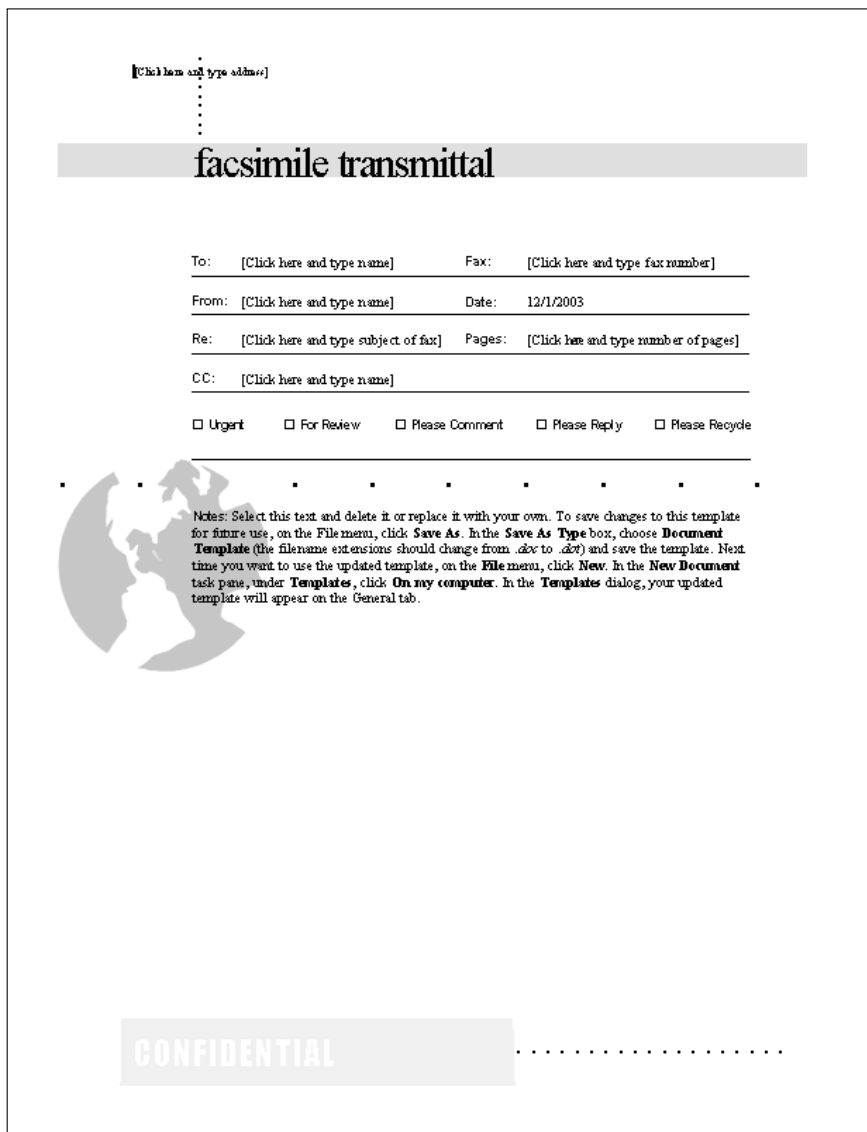 [Click here and type address]
facsimile transmittal
To: [Click here and type name] Fax: [Click here and type fax number]
From: [Click here and type name] Date: 12/1/2003
Re: [Click here and type subject of fax] Pages: [Click here and type number of pages]
CC: [Click here and type name]
☐ Urgent ☐ For Review ☐ Please Comment ☐ Please Reply ☐ Please Recycle
Notes: Select this text and delete it or replace it with your own. To save changes to this template
for future use, on the File menu, click Save As. In the Save As Type box, choose Document
Template (the filename extensions should change from .doc to .dot) and save the template. Next
time you want to use the updated template, on the File menu, click New. In the New Document
task pane, under Templates, click On my computer. In the Templates dialog, your updated
template will appear on the General tab.
CONFIDENTIAL